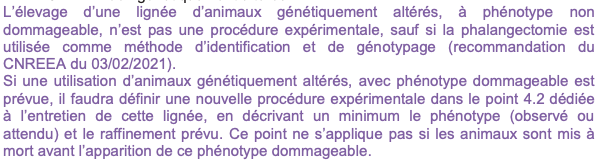 L'élevage d'une lignée d'animaux génétiquement altérés, à phénotype non
dommageable, n'est pas une procédure expérimentale, sauf si la phalangectomie est
utilisée comme méthode d'identification et de génotypage (recommandation du
CNREEA du 03/02/2021).
Si une utilisation d'animaux génétiquement altérés, avec phénotype dommageable est
prévue, il faudra définir une nouvelle procédure expérimentale dans le point 4.2 dédiée
à l'entretien de cette lignée, en décrivant un minimum le phénotype (observé ou
attendu) et le raffinement prévu. Ce point ne s'applique pas si les animaux sont mis à
mort avant l'apparition de ce phénotype dommageable.